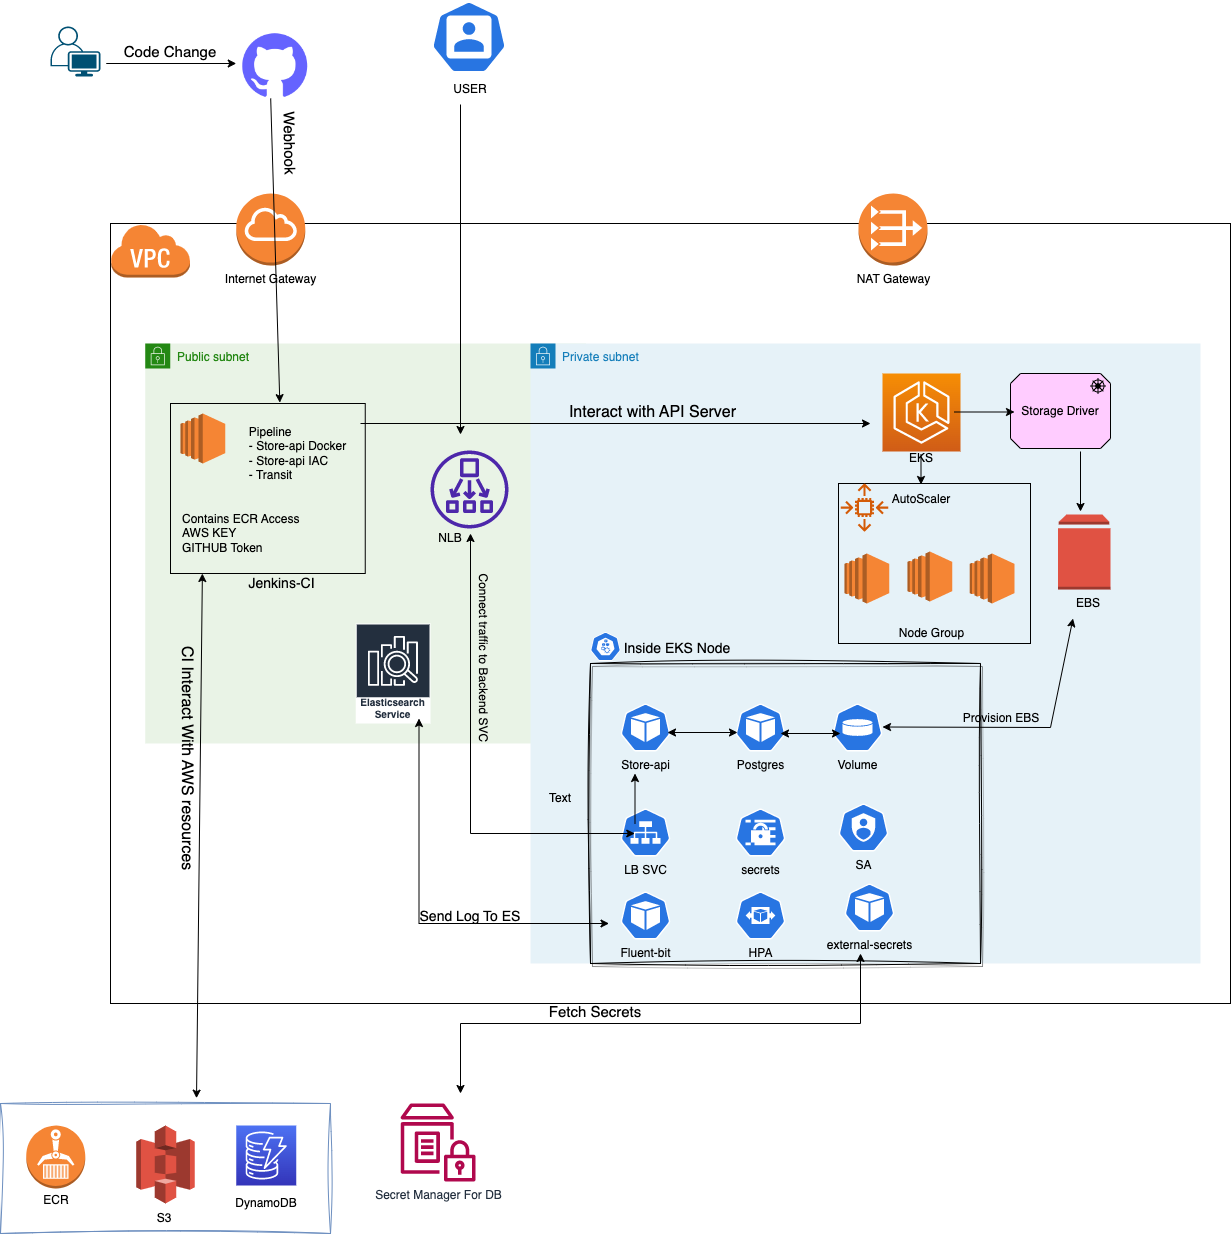 Code Change
USER
Webhook
VPC
Internet Gateway
NAT Gateway
Public subnet
Private subnet
Interact with API Server
Storage Driver
Pipeline
- Store-api Docker
- Store-api IAC
- Transit
Contains ECR Access
AWS KEY
GITHUB Token
Jenkins-CI
NLB
K
EKS
AutoScaler
Node Group
EBS
Connect traffic to Backend SVC
CI Interact With AWS resources
Elasticsearch
Service
Inside EKS Node
Provision EBS
Store-api
Postgres
Volume
Text
LB SVC
secrets
SA
Send Log To ES
Fluent-bit
HPA
external-secrets
Fetch Secrets
ECR
S3
DynamoDB
Secret Manager For DB